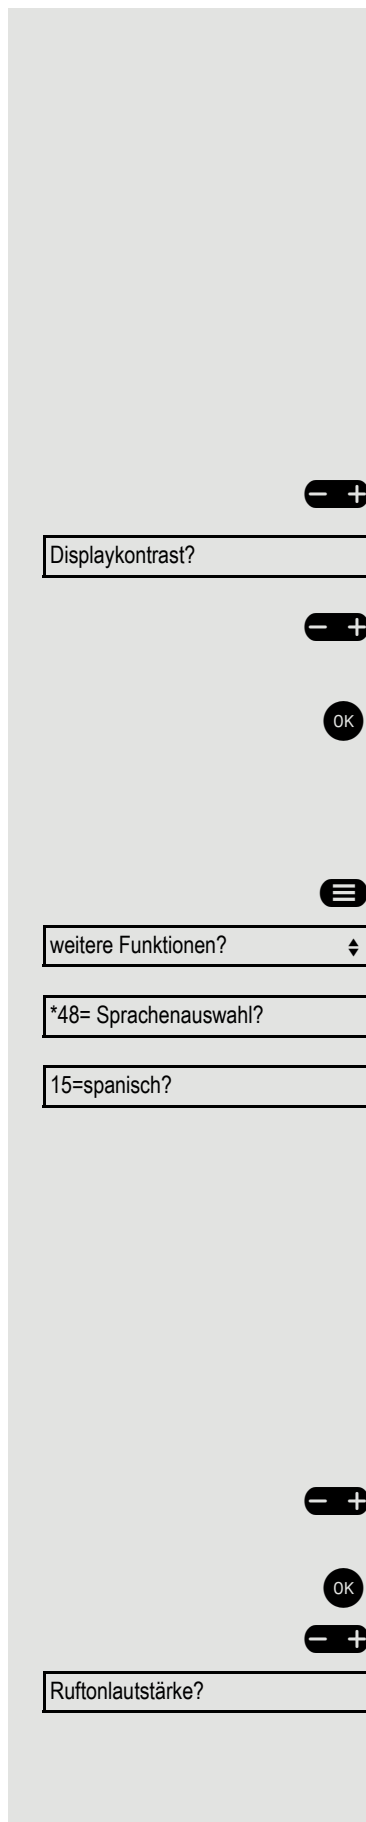 − +
Displaykontrast?
− +
OK
weitere Funktionen?
*48= Sprachenauswahl?
15=spanisch?
− +
OK
− +
Ruftonlautstärke?